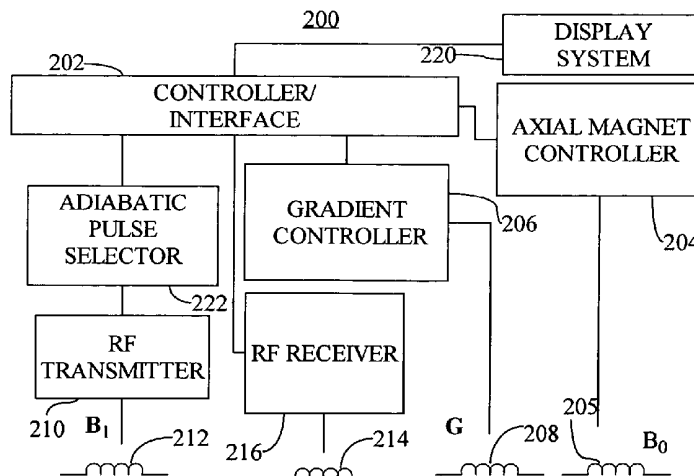 200
DISPLAY
SYSTEM
220
202
CONTROLLER/
INTERFACE
AXIAL MAGNET
CONTROLLER
204
ADIABATIC
PULSE
SELECTOR
222
GRADIENT
CONTROLLER
206
RF
TRANSMITTER
210
RF RECEIVER
216
B1
212
214
G
208
205
B0